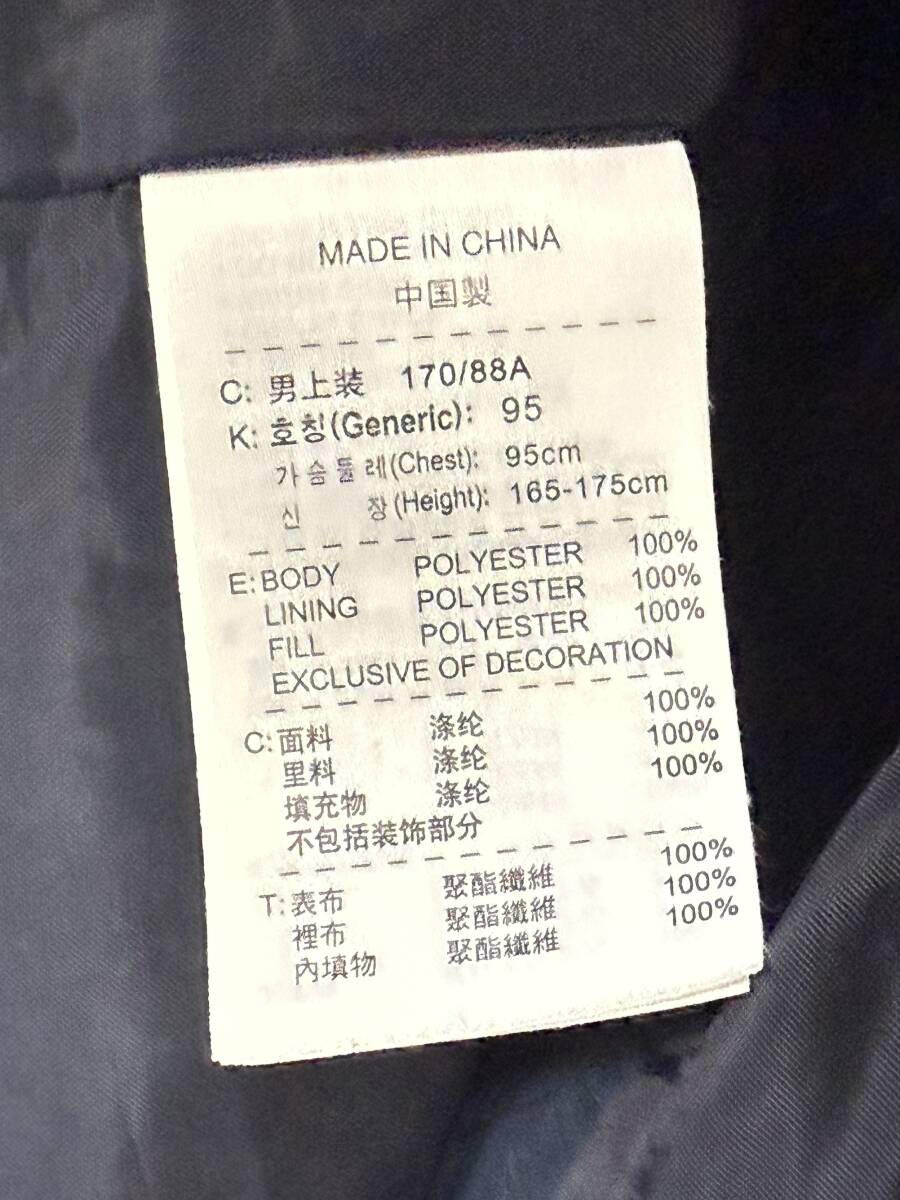 MADE IN CHINA
中国製
C: 男上装 170/88A
K: 호칭(Generic): 95
가슴둘레(Chest): 95cm
신 장(Height): 165-175cm
E: BODY POLYESTER 100%
LINING POLYESTER 100%
FILL POLYESTER 100%
EXCLUSIVE OF DECORATION
C: 面料 涤纶 100%
里料 涤纶 100%
填充物 涤纶 100%
不包括装饰部分
T: 表布 聚酯纖維 100%
裡布 聚酯纖維 100%
內填物 聚酯纖維 100%